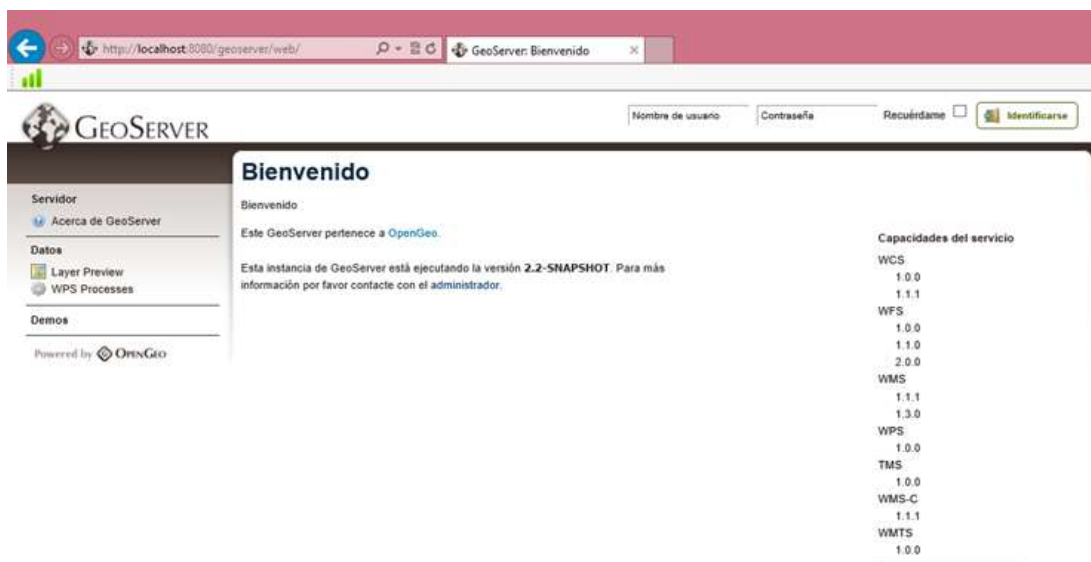 http://localhost:8080/geoserver/web/
GeoServer: Bienvenido
GEOSERVER
Nombre de usuario
Contraseña
Recuérdame
Identificarse
Servidor
Acerca de GeoServer
Datos
Layer Preview
WPS Processes
Demos
Powered by OPENGEO
Bienvenido
Bienvenido
Este GeoServer pertenece a OpenGeo.
Esta instancia de GeoServer está ejecutando la versión 2.2-SNAPSHOT. Para más
información por favor contacte con el administrador.
Capacidades del servicio
WCS
1.0.0
1.1.1
WFS
1.0.0
1.1.0
2.0.0
WMS
1.1.1
1.3.0
WPS
1.0.0
TMS
1.0.0
WMS-C
1.1.1
WMTS
1.0.0